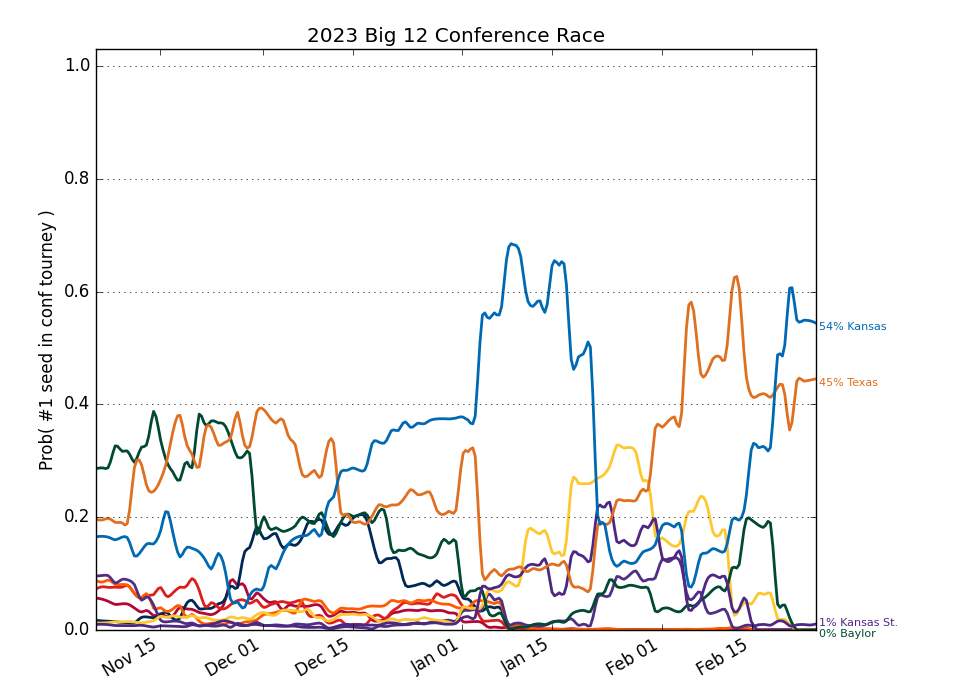 2023 Big 12 Conference Race
Prob( #1 seed in conf tourney )
1.0
0.8
0.6
0.4
0.2
0.0
54% Kansas
45% Texas
1% Kansas St.
0% Baylor
Nov 15
Dec 01
Dec 15
Jan 01
Jan 15
Feb 01
Feb 15